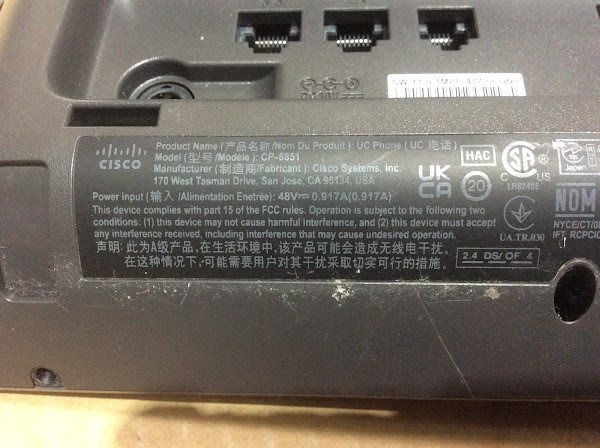 Product Name (产品名称/Nom Du Produit): UC Phone (UC 电话)
Model (型号/Modèle): CP-8851
Manufacturer (制造商/Fabricant): Cisco Systems, Inc.
170 West Tasman Drive, San Jose, CA 95134, USA
Power input (输入 /Alimentation Enetrée): 48V⎓ 0.917A(0.917A)
This device complies with part 15 of the FCC rules. Operation is subject to the following two
conditions: (1) this device may not cause harmful interference, and (2) this device must accept
any interference received, including interference that may cause undesired operation.
声明: 此为A级产品, 在生活环境中, 该产品可能会造成无线电干扰。
在这种情况下, 可能需要用户对其干扰采取切实可行的措施。
CISCO
UK
CA
HAC
20
SA
C US
LR82435
Japan
UA.TR.030
NOM
NYCE/CT/
IFT
2.4 DS/ OF 4